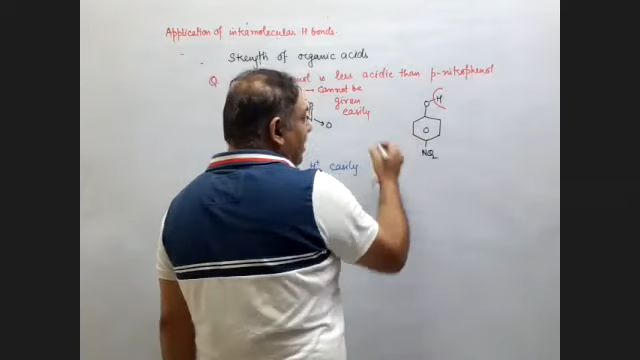 Application of intramolecular H bonds.
Strength of organic acids
Q
nol is less acidic than p-nitrophenol
→ cannot be
given
easily
O
H
O
N → O
NO2
H+ easily